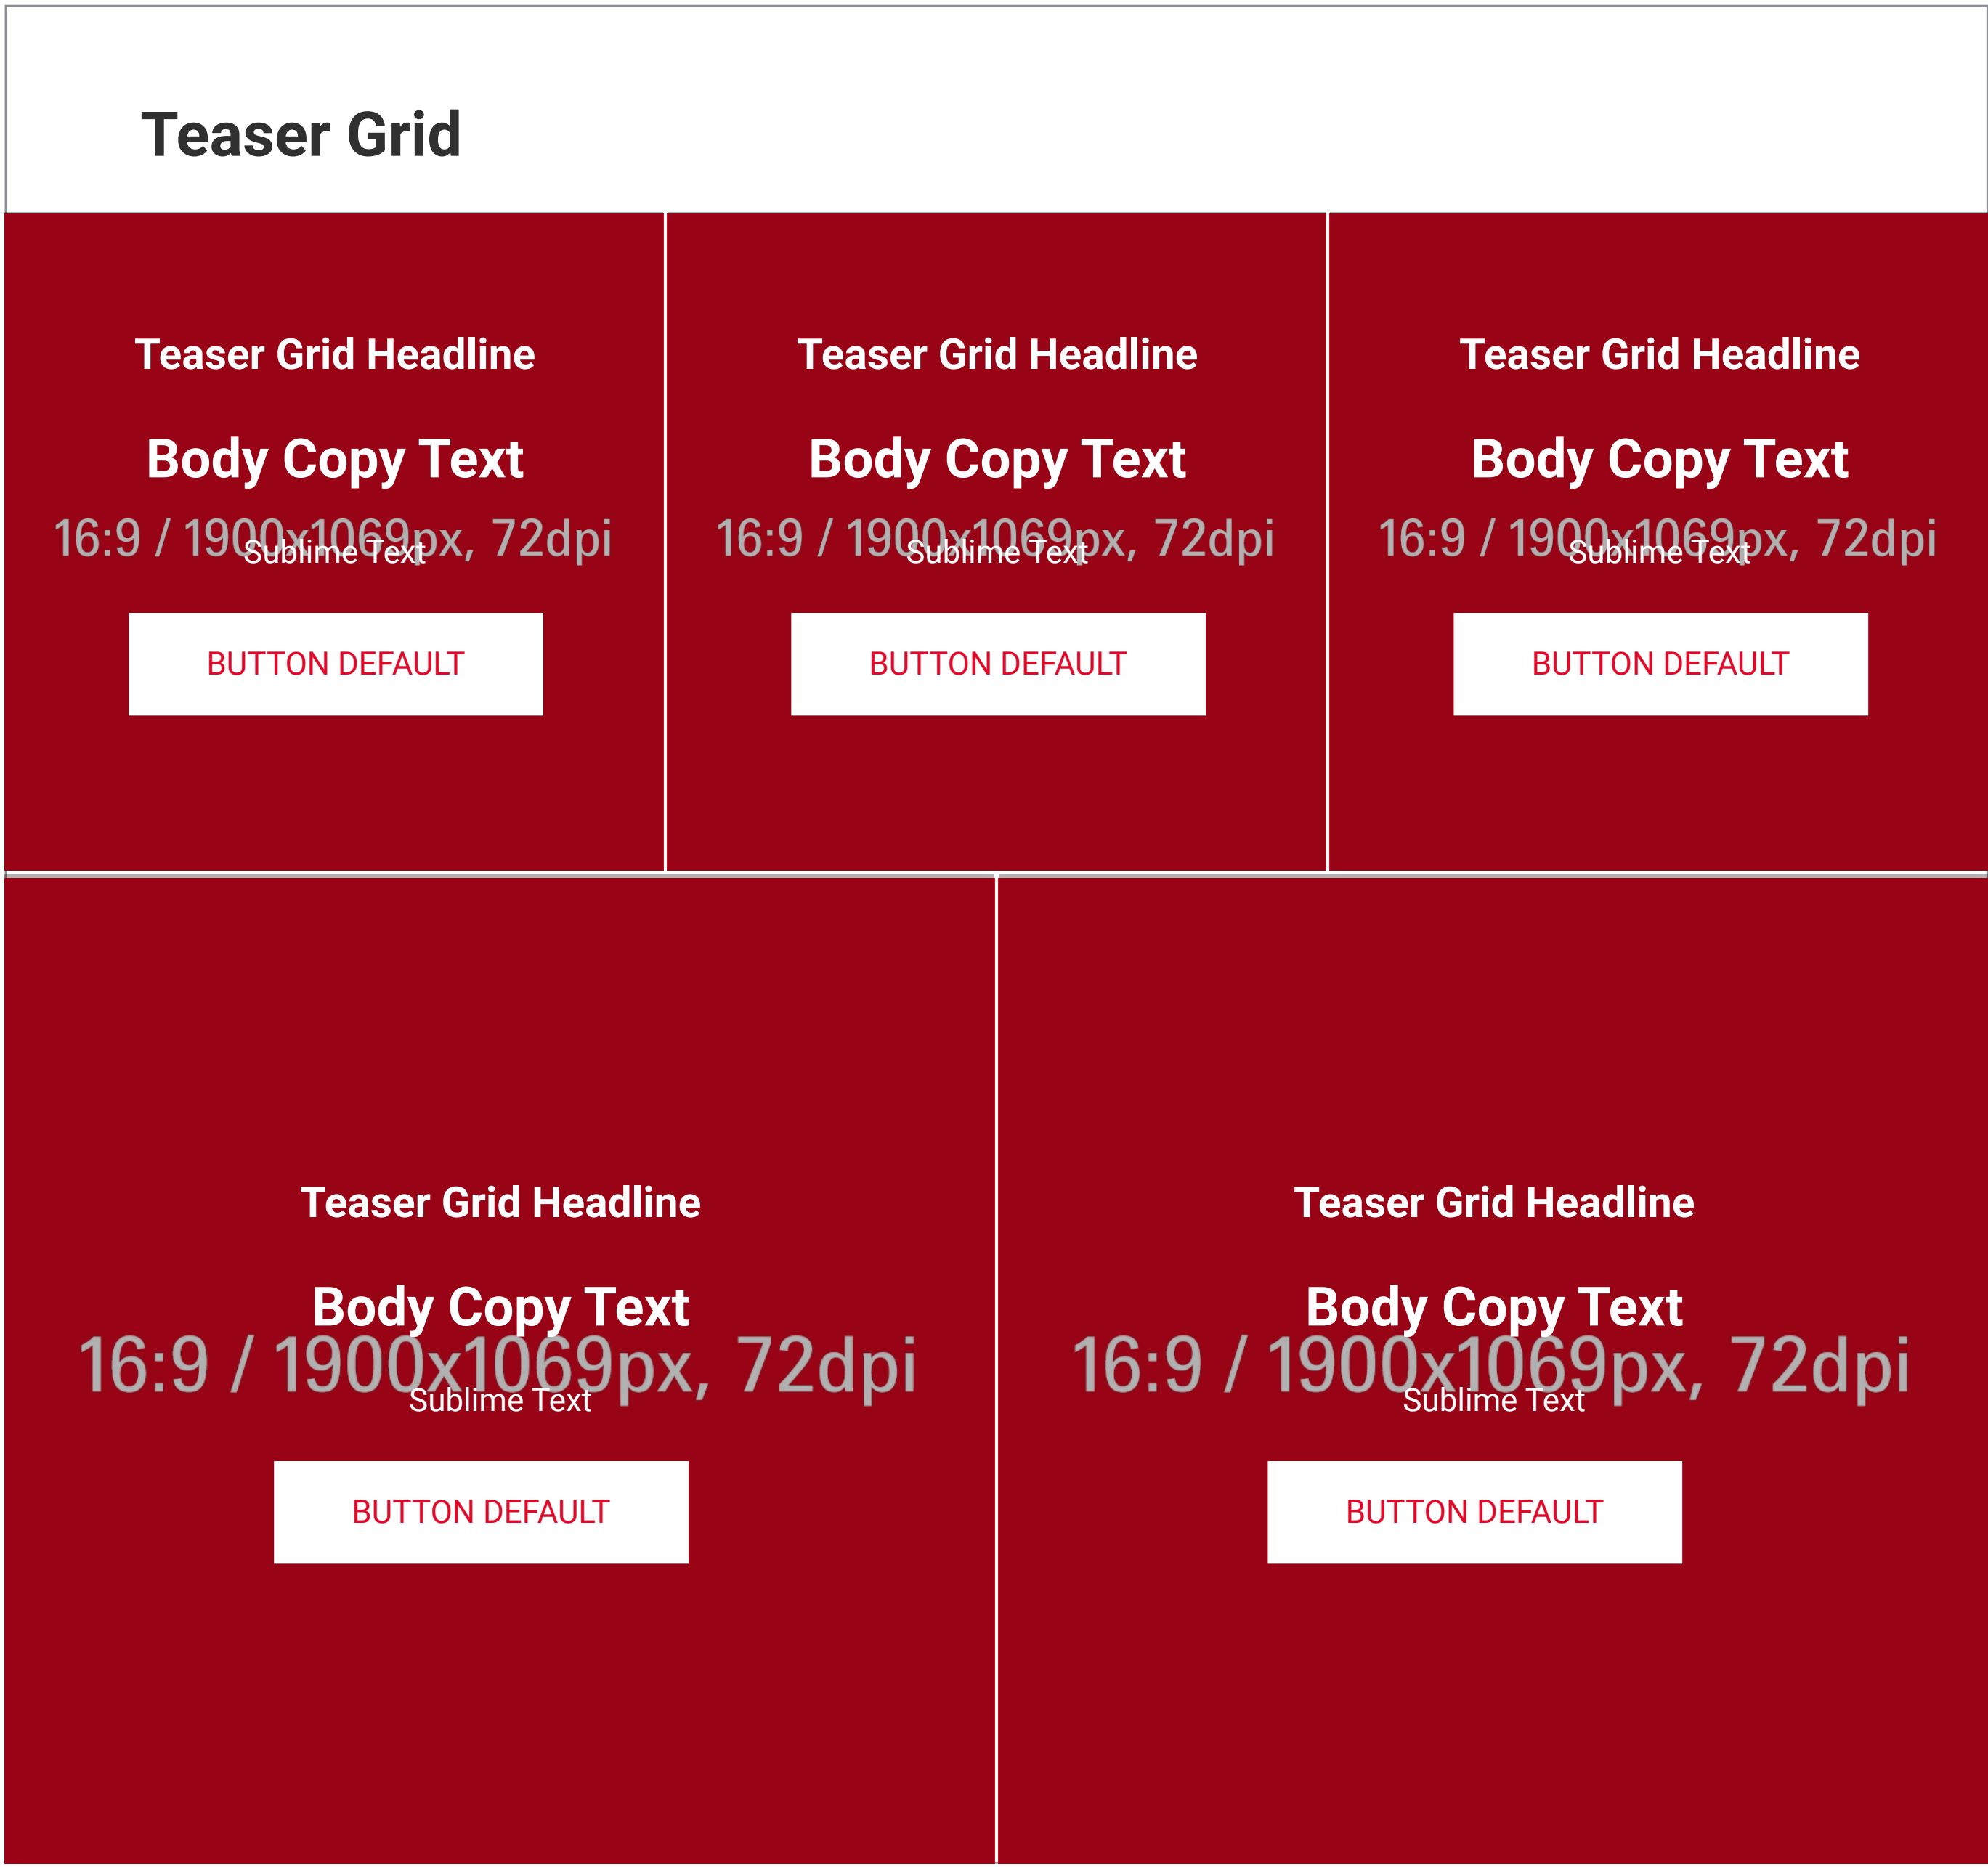 Teaser Grid
Teaser Grid Headline
Body Copy Text
16:9 / 1900x1069px, 72dpi
Sublime Text
BUTTON DEFAULT
Teaser Grid Headline
Body Copy Text
16:9 / 1900x1069px, 72dpi
Sublime Text
BUTTON DEFAULT
Teaser Grid Headline
Body Copy Text
16:9 / 1900x1069px, 72dpi
Sublime Text
BUTTON DEFAULT
Teaser Grid Headline
Body Copy Text
16:9 / 1900x1069px, 72dpi
Sublime Text
BUTTON DEFAULT
Teaser Grid Headline
Body Copy Text
16:9 / 1900x1069px, 72dpi
Sublime Text
BUTTON DEFAULT